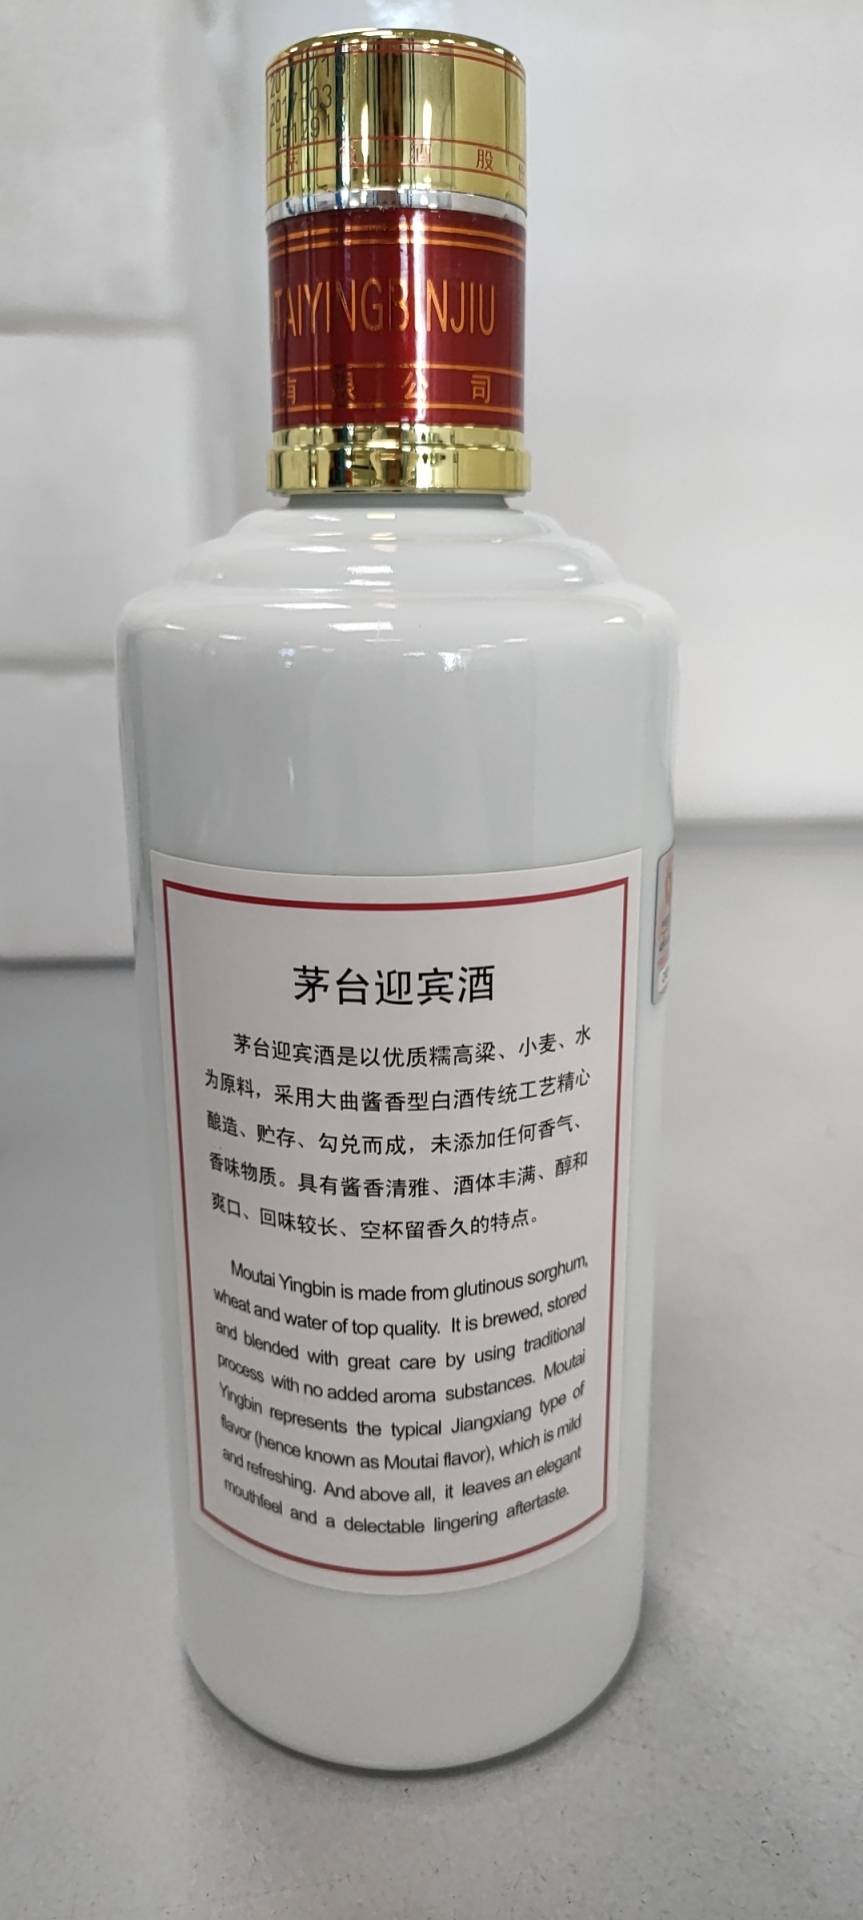 2017
TAIYINGBINJIU
有限公司
茅台迎宾酒
茅台迎宾酒是以优质糯高粱、小麦、水
为原料，采用大曲酱香型白酒传统工艺精心
酿造、贮存、勾兑而成，未添加任何香气、
香味物质。具有酱香清雅、酒体丰满、醇和
爽口、回味较长、空杯留香久的特点。
Moutai Yingbin is made from glutinous sorghum,
wheat and water of top quality. It is brewed, stored
and blended with great care by using traditional
process with no added aroma substances. Moutai
Yingbin represents the typical Jiangxiang type of
flavor (hence known as Moutai flavor), which is mild
and refreshing. And above all, it leaves an elegant
mouthfeel and a delectable lingering aftertaste.